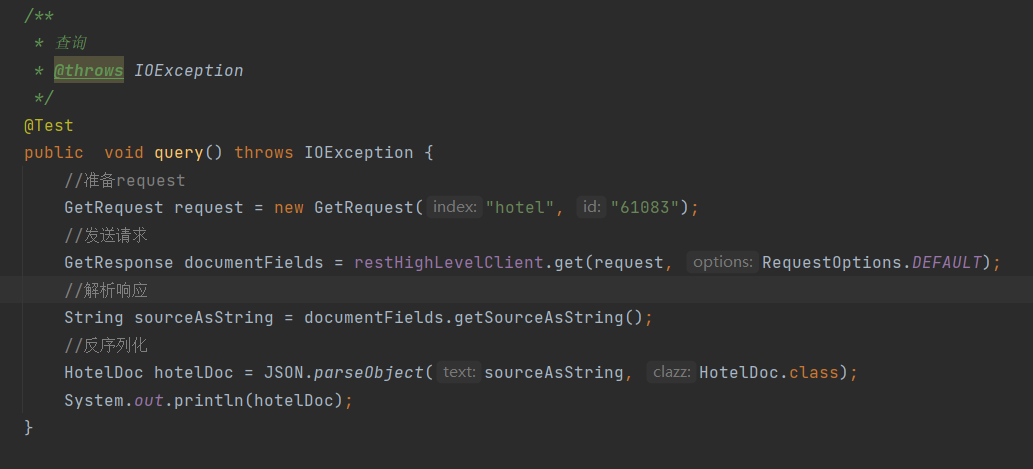 /**
 * 查询
 * @throws IOException
 */
@Test
public  void query() throws IOException {
    //准备request
    GetRequest request = new GetRequest( index: "hotel",  id: "61083");
    //发送请求
    GetResponse documentFields = restHighLevelClient.get(request,  options: RequestOptions.DEFAULT);
    //解析响应
    String sourceAsString = documentFields.getSourceAsString();
    //反序列化
    HotelDoc hotelDoc = JSON.parseObject( text: sourceAsString,  clazz: HotelDoc.class);
    System.out.println(hotelDoc);
}